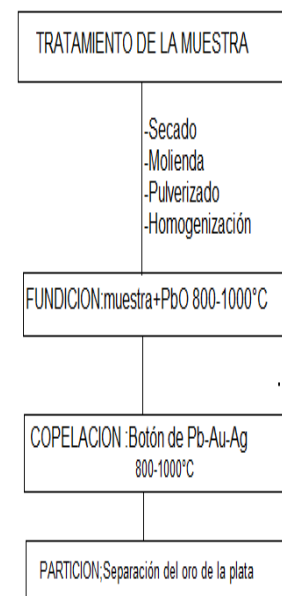 TRATAMIENTO DE LA MUESTRA
-Secado
-Molienda
-Pulverizado
-Homogenización
FUNDICION:muestra+PbO 800-1000°C
COPELACION :Botón de Pb-Au-Ag
800-1000°C
PARTICION;Separación del oro de la plata